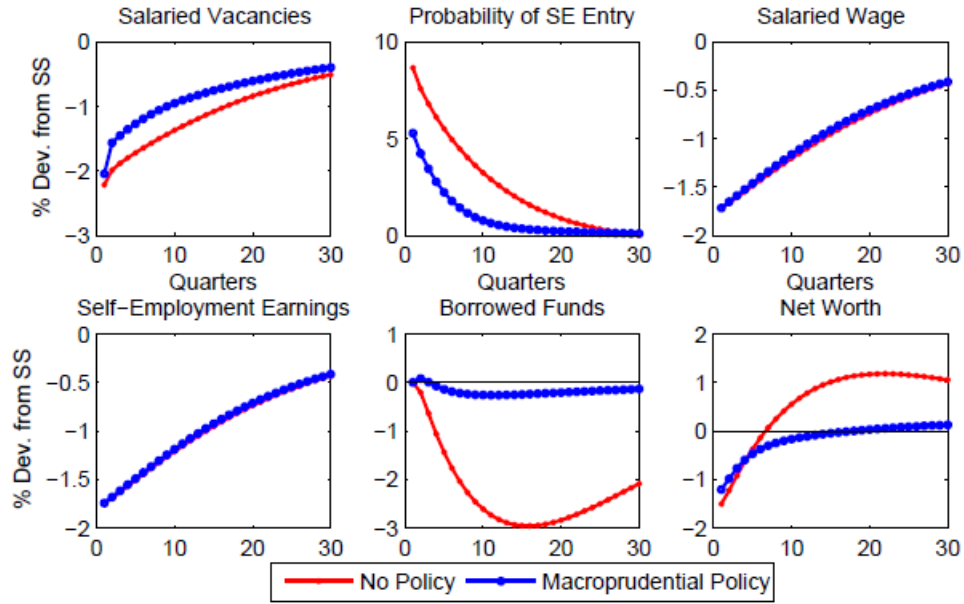 Salaried Vacancies
Probability of SE Entry
Salaried Wage
% Dev. from SS
0
−1
−2
−3
0 10 20 30
Quarters
10
5
0
0 10 20 30
−0.5
−1
−1.5
−2
0 10 20 30
Quarters
Self−Employment Earnings
Borrowed Funds
Net Worth
% Dev. from SS
0
−0.5
−1
−1.5
−2
0 10 20 30
1
0
−1
−2
−3
0 10 20 30
2
1
0
−1
−2
0 10 20 30
No Policy
Macroprudential Policy